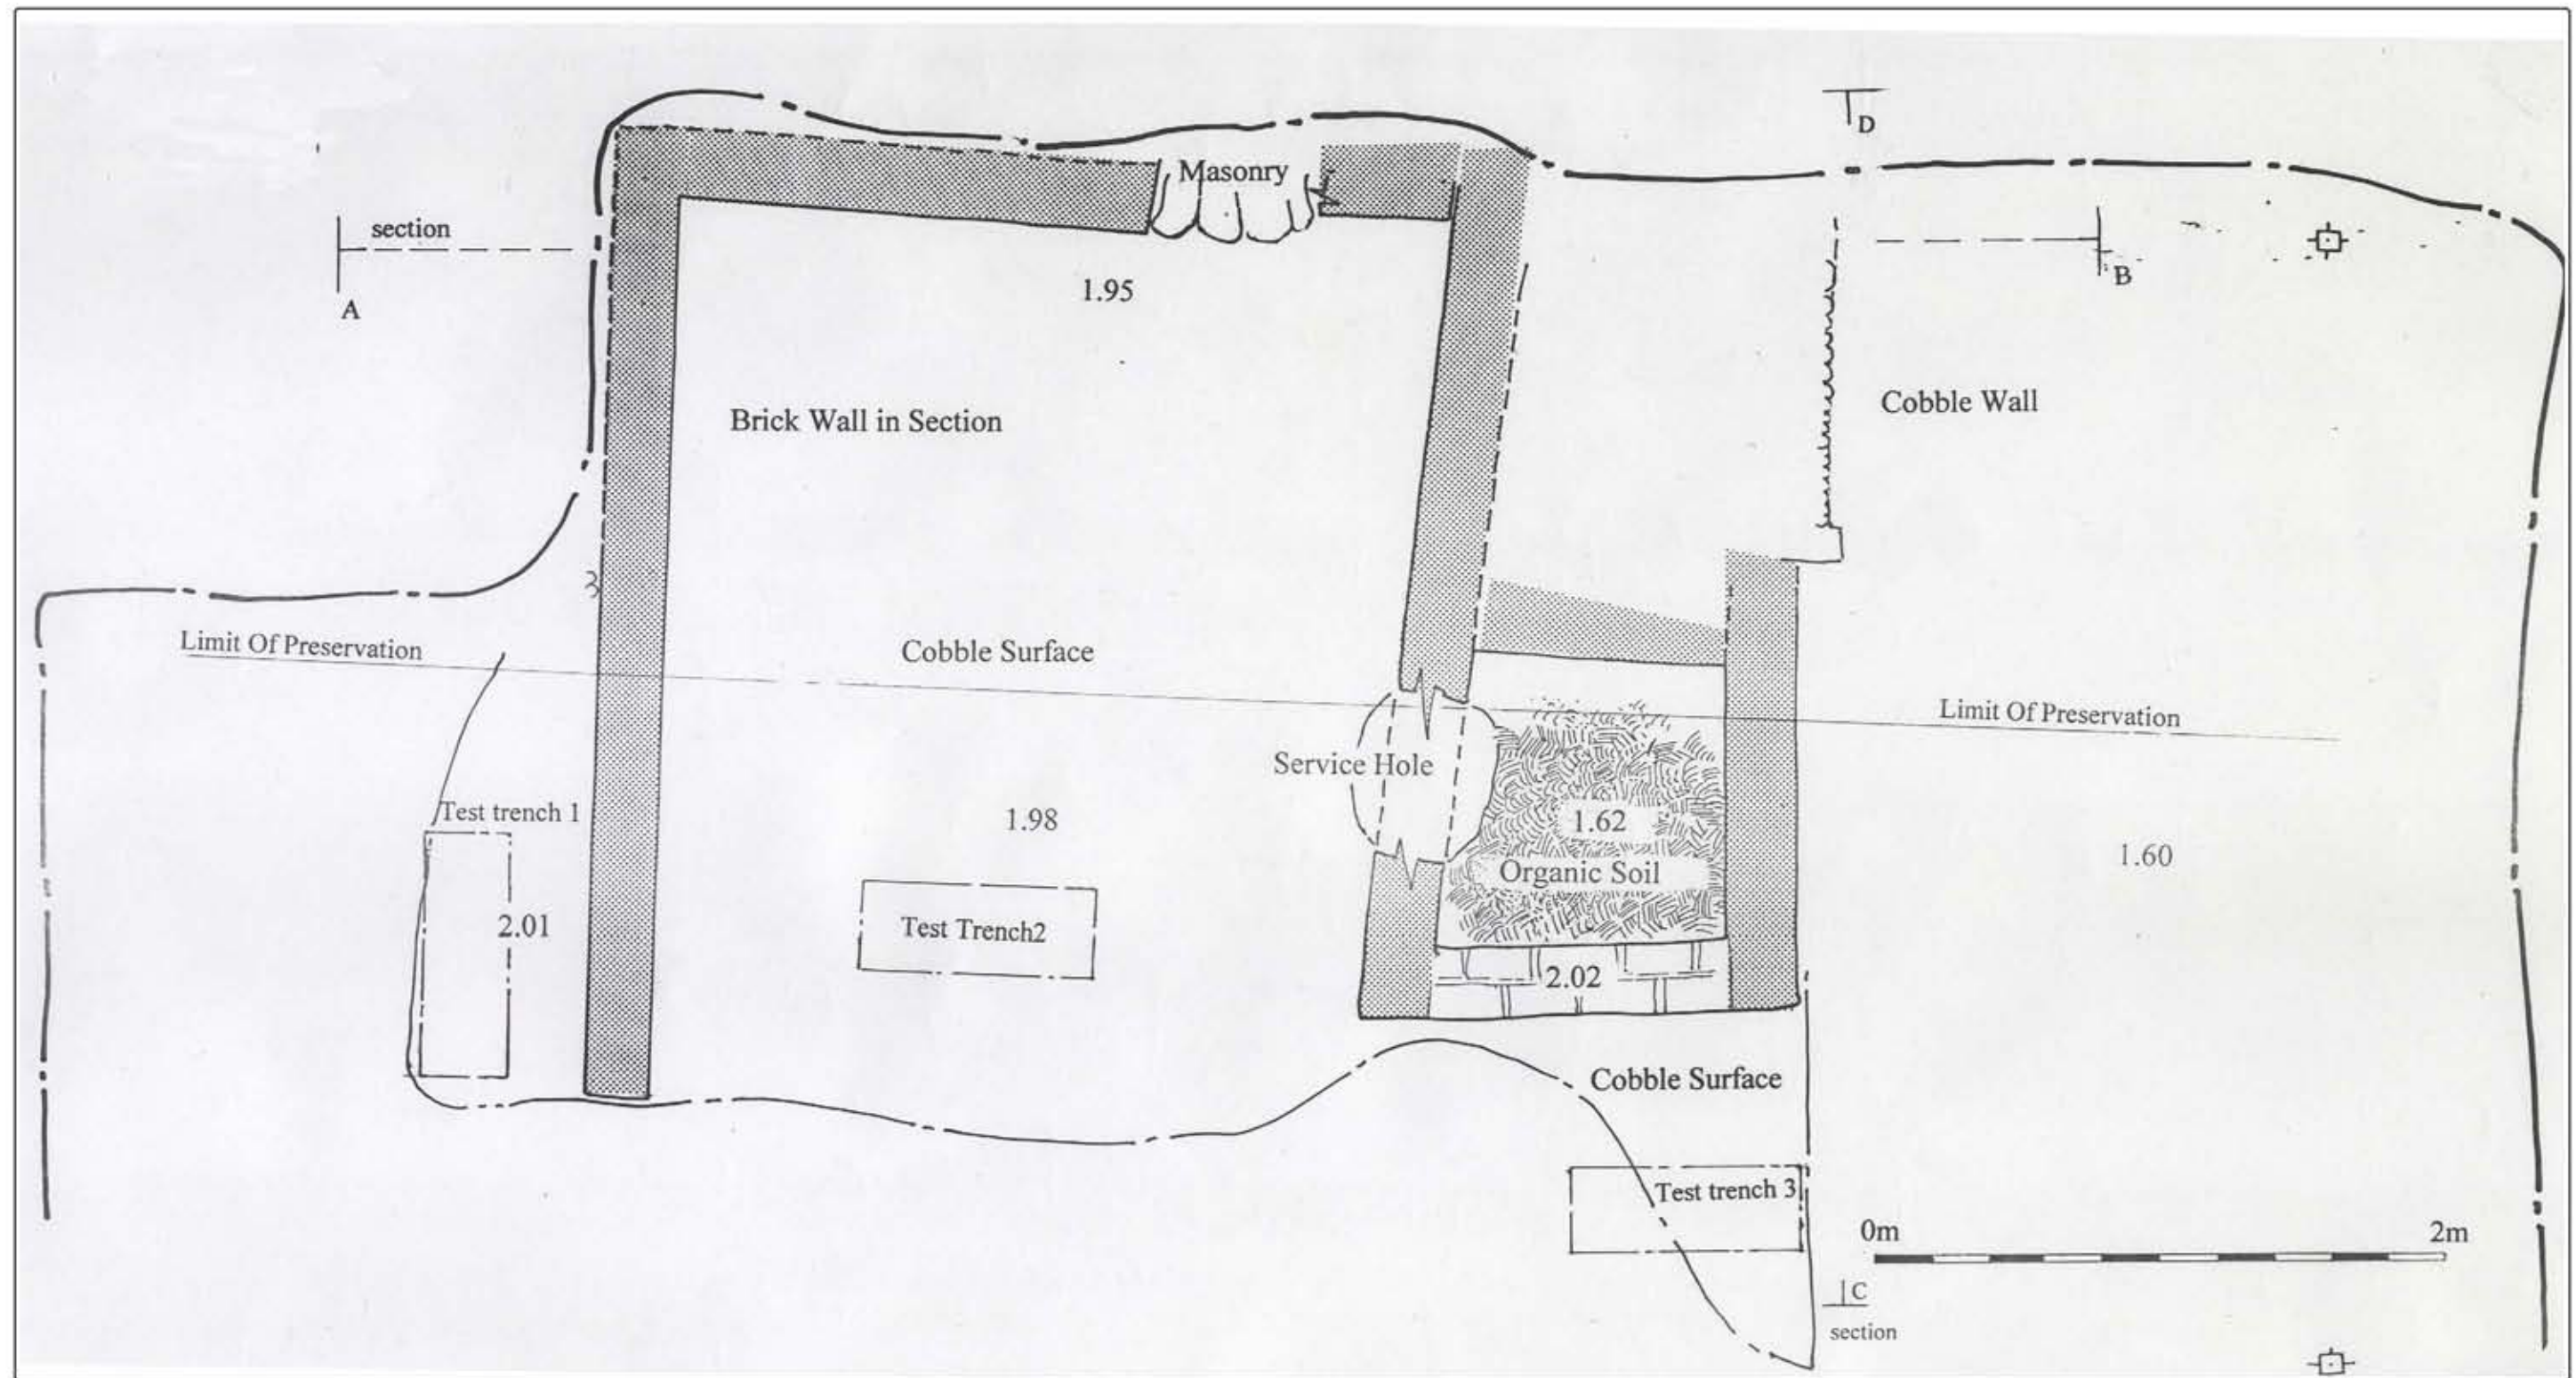 D
Masonry
section
A
B
1.95
Cobble Wall
Brick Wall in Section
Limit Of Preservation
Cobble Surface
Limit Of Preservation
Service Hole
Test trench 1
1.98
1.62
1.60
Organic Soil
2.01
Test Trench2
2.02
Cobble Surface
Test trench 3
0m
2m
C
section